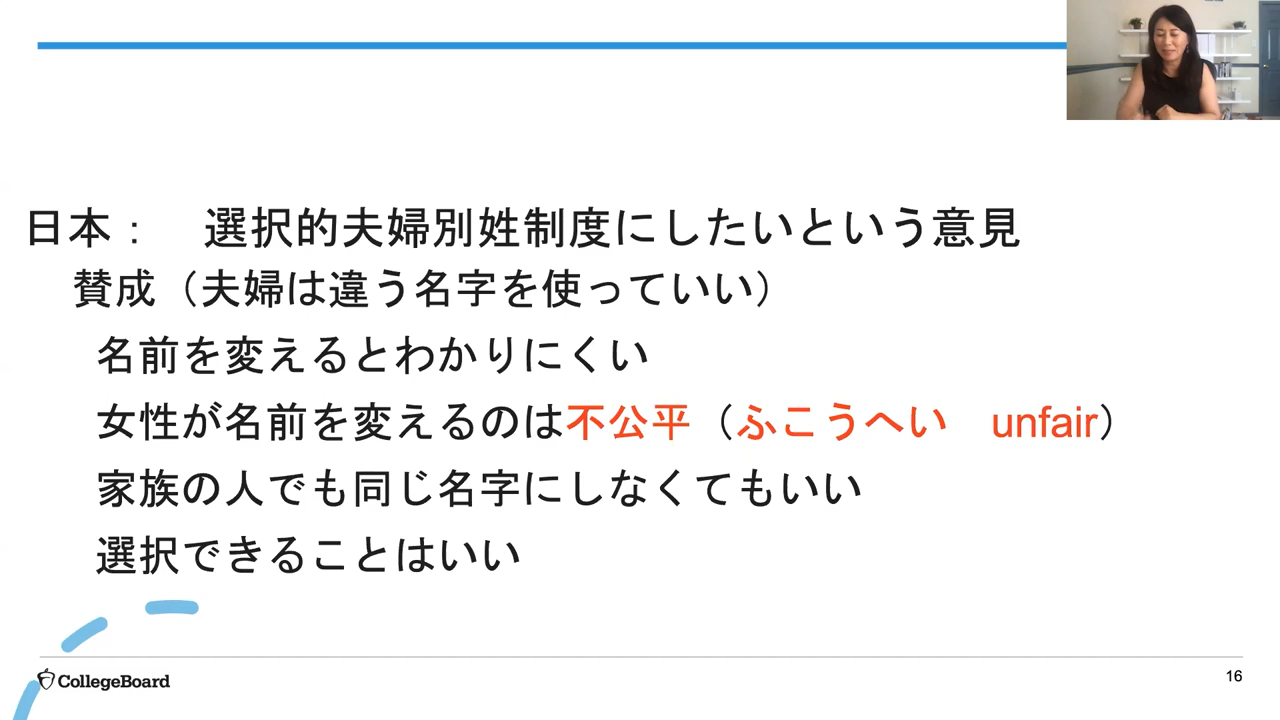 日本：　選択的夫婦別姓制度にしたいという意見
賛成（夫婦は違う名字を使っていい）
名前を変えるとわかりにくい
女性が名前を変えるのは不公平（ふこうへい　unfair）
家族の人でも同じ名字にしなくてもいい
選択できることはいい
CollegeBoard
16